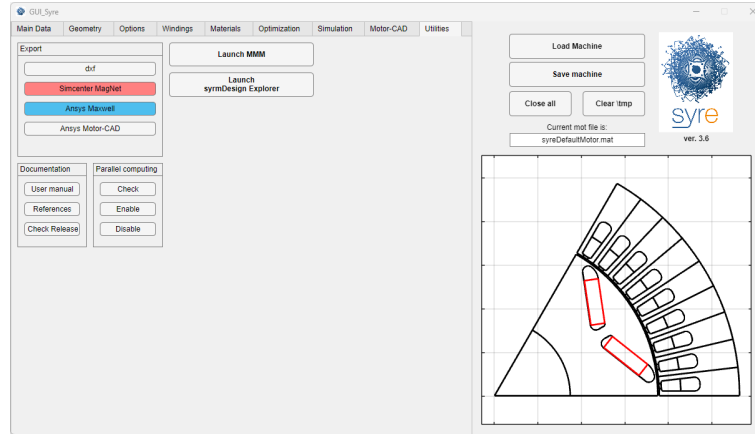 GUI_Syre
Main Data Geometry Options Windings Materials Optimization Simulation Motor-CAD Utilities
Export
dxf
Simcenter MagNet
Ansys Maxwell
Ansys Motor-CAD
Launch MMM
Launch
syrmDesign Explorer
Documentation
User manual
References
Check Release
Parallel computing
Check
Enable
Disable
Load Machine
Save machine
Close all Clear \tmp
Current mot file is:
syreDefaultMotor.mat
syre
ver. 3.6